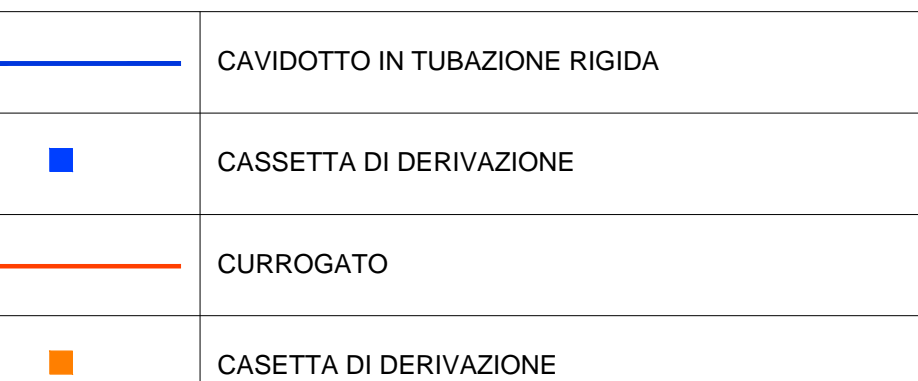 CAVIDOTTO IN TUBAZIONE RIGIDA
CASSETTA DI DERIVAZIONE
CURROGATO
CASETTA DI DERIVAZIONE